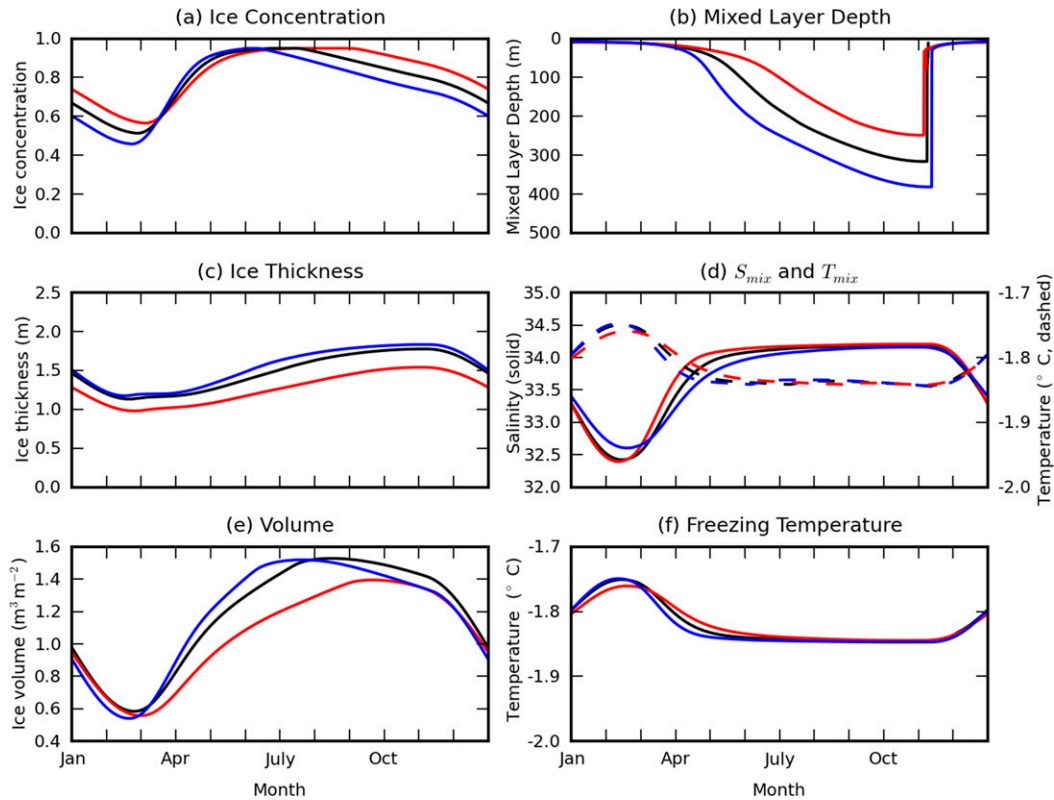 (a) Ice Concentration
(b) Mixed Layer Depth
1.0
0.8
0.6
0.4
0.2
0.0
Ice concentration
0
100
200
300
400
500
Mixed Layer Depth (m)
(c) Ice Thickness
(d) S_mix and T_mix
2.5
2.0
1.5
1.0
0.5
0.0
Ice thickness (m)
35.0
34.5
34.0
33.5
33.0
32.5
32.0
Salinity (solid)
-1.7
-1.8
-1.9
-2.0
Temperature (° C, dashed)
(e) Volume
(f) Freezing Temperature
1.6
1.4
1.2
1.0
0.8
0.6
0.4
Ice volume (m³ m⁻²)
-1.7
-1.8
-1.9
-2.0
Temperature (° C)
Jan Apr July Oct
Month
Jan Apr July Oct
Month